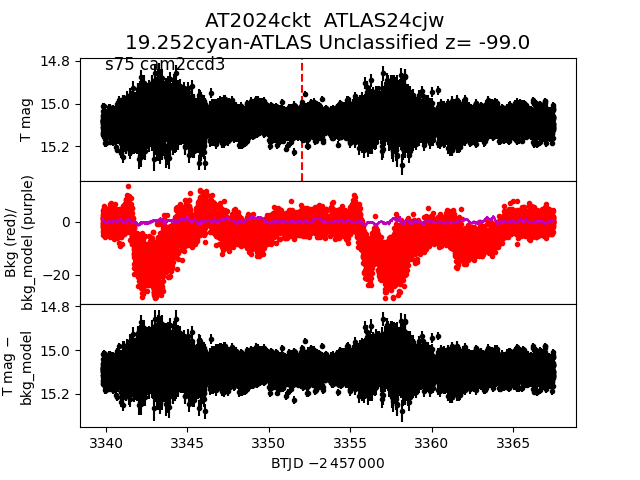 AT2024ckt  ATLAS24cjw
19.252cyan-ATLAS Unclassified z= -99.0
s75 cam2ccd3
14.8
15.0
15.2
T mag
0
−20
Bkg (red)/
bkg_model (purple)
14.8
15.0
15.2
T mag −
bkg_model
3340 3345 3350 3355 3360 3365
BTJD −2 457 000